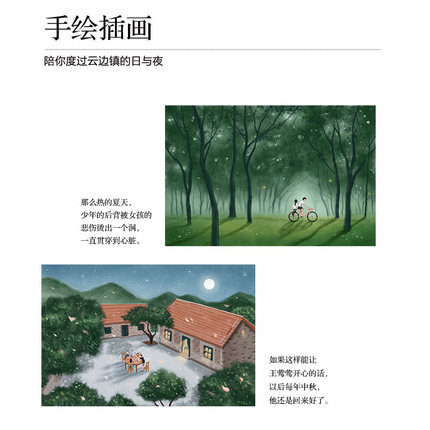 手绘插画
陪你度过云边镇的日与夜
那么热的夏天，
少年的后背被女孩的
悲伤烫出一个洞，
一直贯穿到心脏。
如果这样能让
王莺莺开心的话，
以后每年中秋，
他还是回来好了。